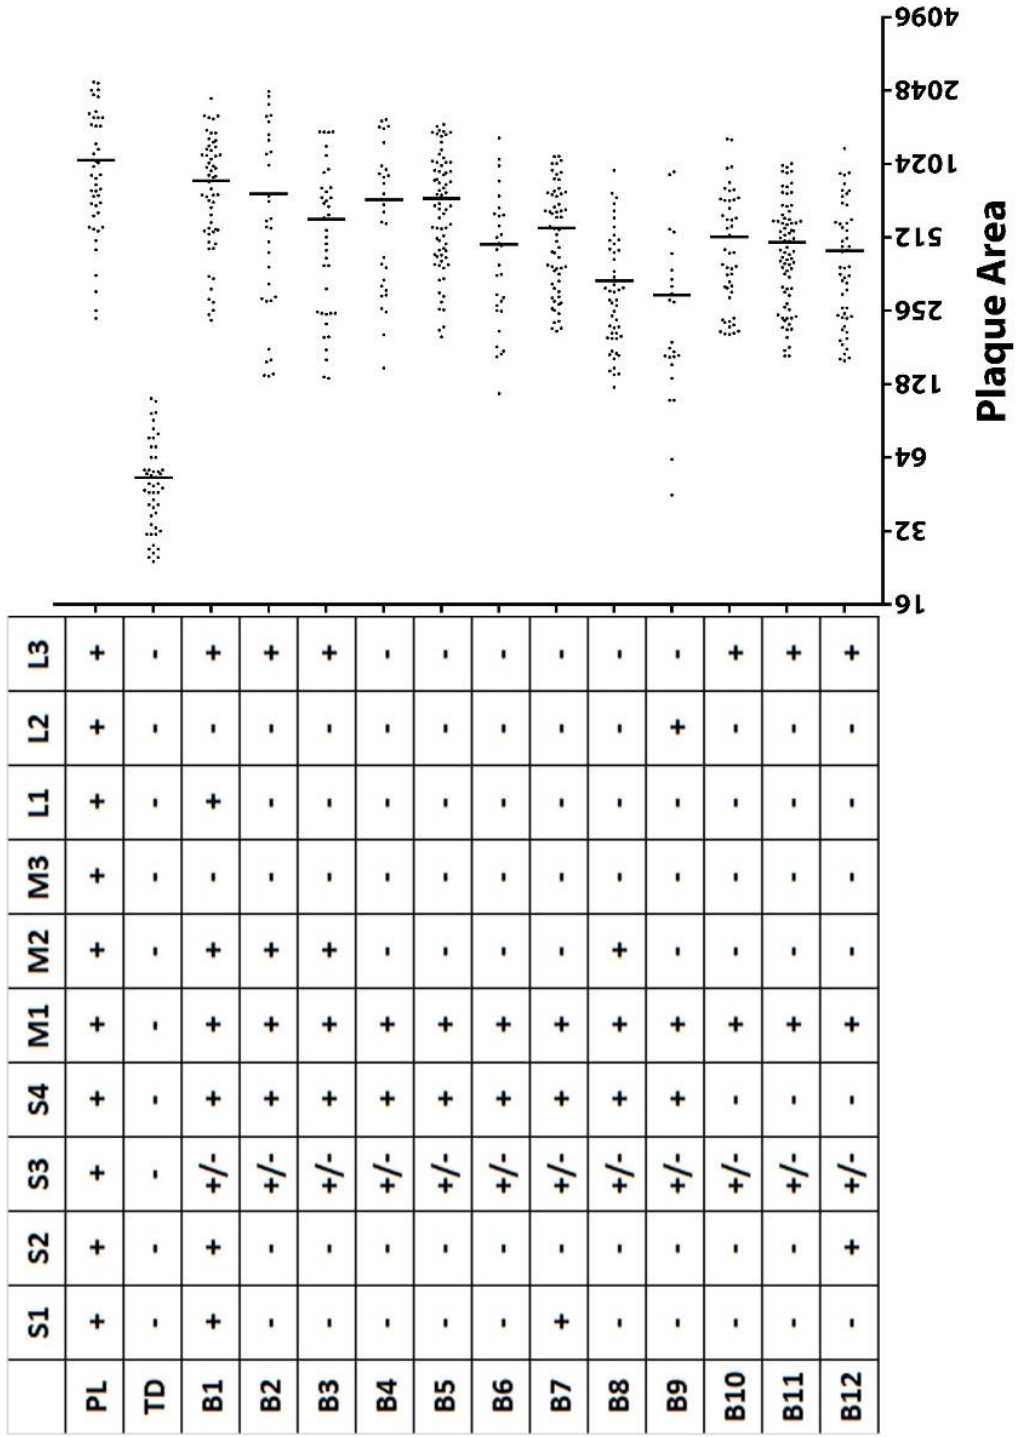 S1 S2 S3 S4 M1 M2 M3 L1 L2 L3
PL + + + + + + + + + +
TD - - - - - - - - - -
B1 + + +/- + + + - + - +
B2 - - +/- + + + - - - +
B3 - - +/- + + + - - - +
B4 - - +/- + + - - - - -
B5 - - +/- + + - - - - -
B6 - - +/- + + - - - - -
B7 + - +/- + + - - - - -
B8 - - +/- + + + - - - -
B9 - - +/- + + - - - + -
B10 - - +/- - + - - - - +
B11 - - +/- - + - - - - +
B12 - + +/- - + - - - - +
16 32 64 128 256 512 1024 2048 4096
Plaque Area